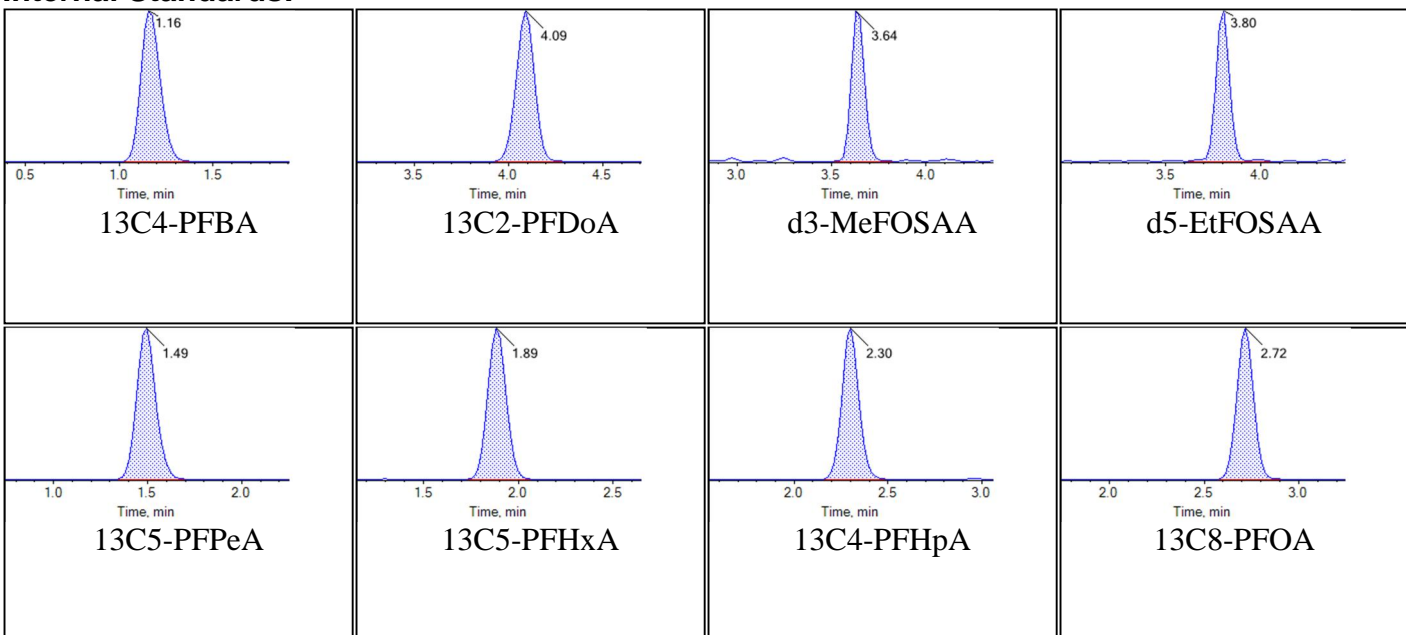 Internal Standards:
1.16
4.09
3.64
3.80
0.5 1.0 1.5
3.5 4.0 4.5
3.0 3.5 4.0
3.5 4.0
Time, min
Time, min
Time, min
Time, min
13C4-PFBA
13C2-PFDoA
d3-MeFOSAA
d5-EtFOSAA
1.49
1.89
2.30
2.72
1.0 1.5 2.0
1.5 2.0 2.5
2.0 2.5 3.0
2.0 2.5 3.0
Time, min
Time, min
Time, min
Time, min
13C5-PFPeA
13C5-PFHxA
13C4-PFHpA
13C8-PFOA